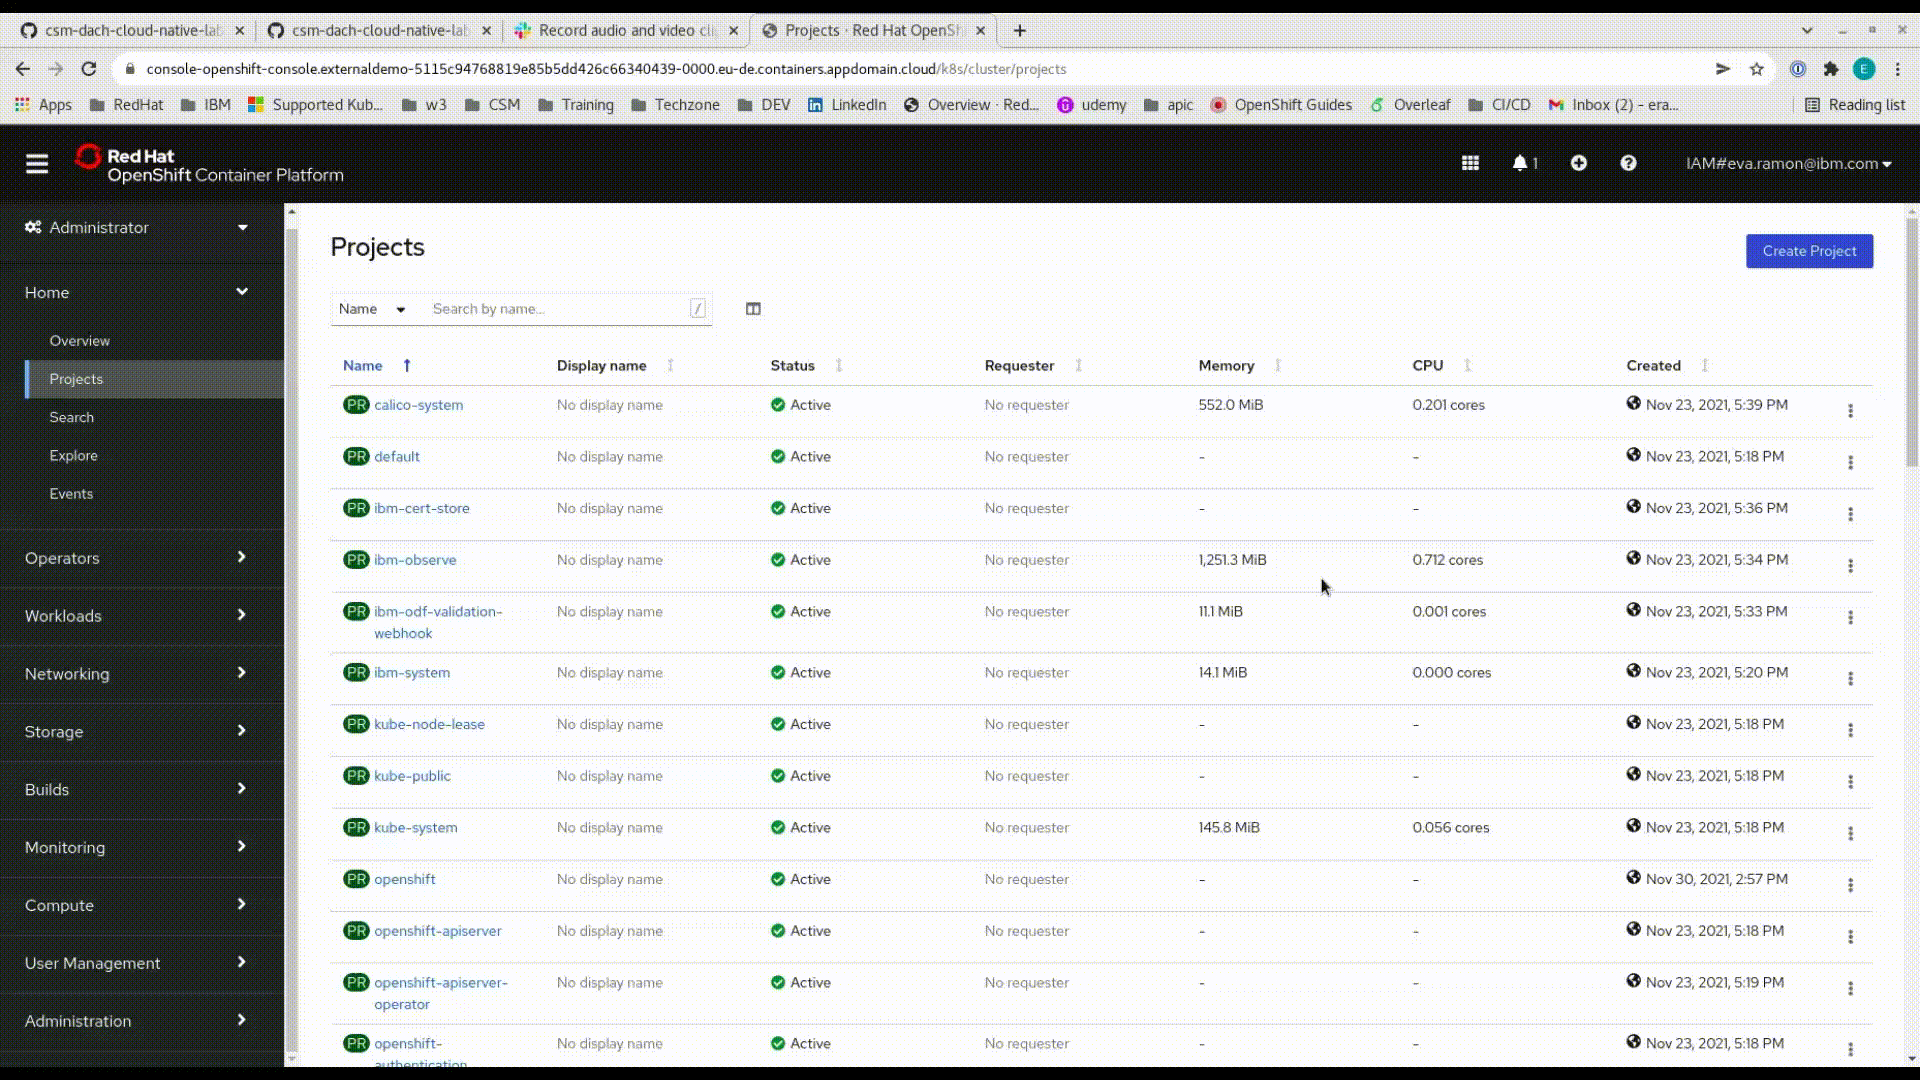 csm-dach-cloud-native-lab
csm-dach-cloud-native-lab
Record audio and video cli
Projects · Red Hat OpenSh
console-openshift-console.externaldemo-5115c94768819e85b5dd426c66340439-0000.eu-de.containers.appdomain.cloud/k8s/cluster/projects
E
Apps RedHat IBM Supported Kub... w3 CSM Training Techzone DEV LinkedIn Overview · Red... udemy apic OpenShift Guides Overleaf CI/CD Inbox (2) - era... Reading list
Red Hat
OpenShift Container Platform
1
IAM#eva.ramon@ibm.com
Administrator
Home
Overview
Projects
Search
Explore
Events
Operators
Workloads
Networking
Storage
Builds
Monitoring
Compute
User Management
Administration
Projects
Create Project
Name Search by name... /
Name Display name Status Requester Memory CPU Created
PR calico-system No display name Active No requester 552.0 MiB 0.201 cores Nov 23, 2021, 5:39 PM
PR default No display name Active No requester - - Nov 23, 2021, 5:18 PM
PR ibm-cert-store No display name Active No requester - - Nov 23, 2021, 5:36 PM
PR ibm-observe No display name Active No requester 1,251.3 MiB 0.712 cores Nov 23, 2021, 5:34 PM
PR ibm-odf-validation- No display name Active No requester 11.1 MiB 0.001 cores Nov 23, 2021, 5:33 PM
webhook
PR ibm-system No display name Active No requester 14.1 MiB 0.000 cores Nov 23, 2021, 5:20 PM
PR kube-node-lease No display name Active No requester - - Nov 23, 2021, 5:18 PM
PR kube-public No display name Active No requester - - Nov 23, 2021, 5:18 PM
PR kube-system No display name Active No requester 145.8 MiB 0.056 cores Nov 23, 2021, 5:18 PM
PR openshift No display name Active No requester - - Nov 30, 2021, 2:57 PM
PR openshift-apiserver No display name Active No requester - - Nov 23, 2021, 5:18 PM
PR openshift-apiserver- No display name Active No requester - - Nov 23, 2021, 5:19 PM
operator
PR openshift- No display name Active No requester - - Nov 23, 2021, 5:18 PM
authentication